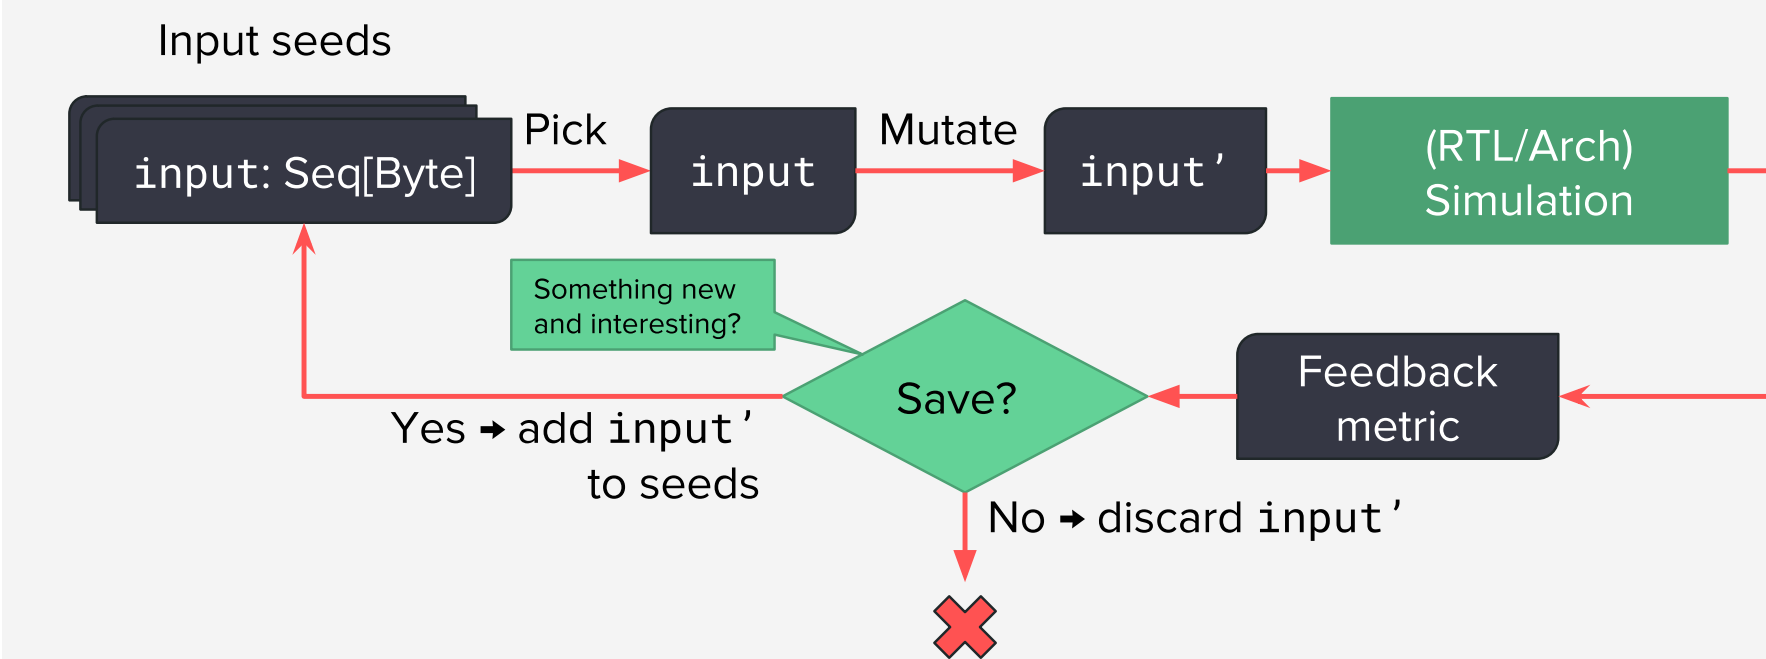 Input seeds
input: Seq[Byte]
Pick
input
Mutate
input’
(RTL/Arch)
Simulation
Something new
and interesting?
Save?
Feedback
metric
Yes → add input’
to seeds
No → discard input’